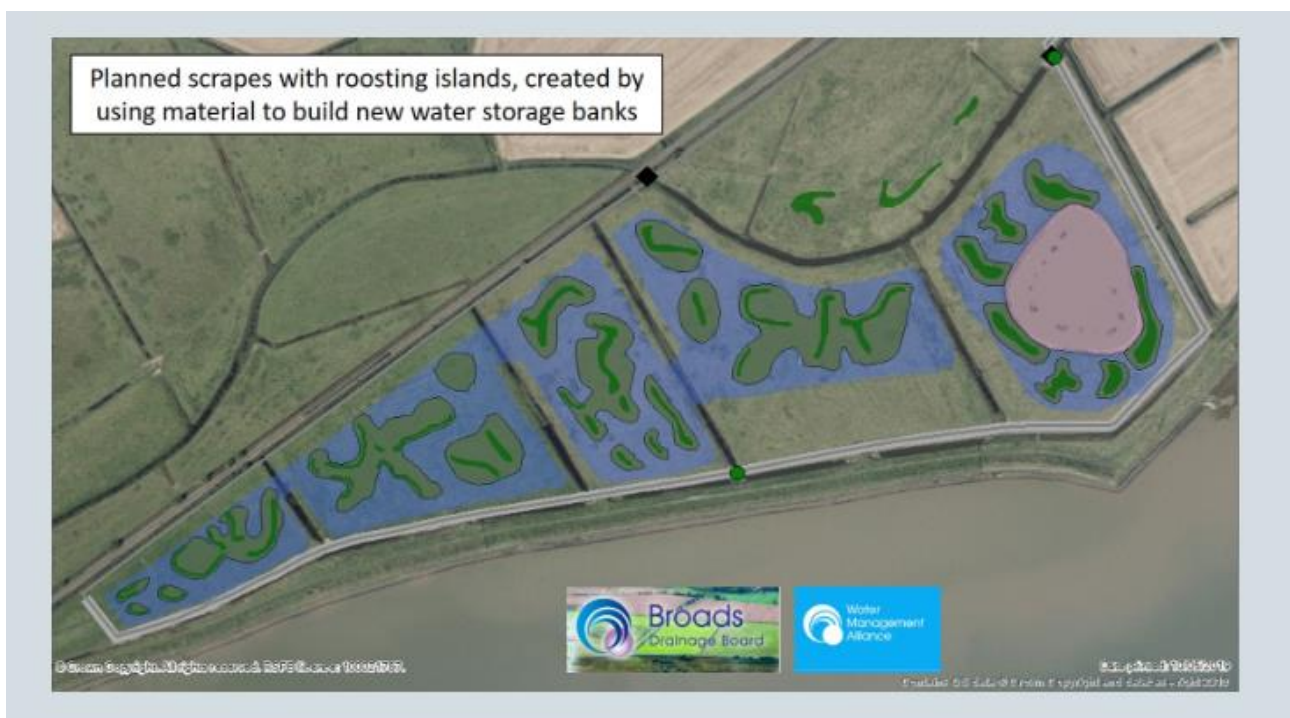 Planned scrapes with roosting islands, created by
using material to build new water storage banks
Broads
Drainage Board
Water
Management
Alliance